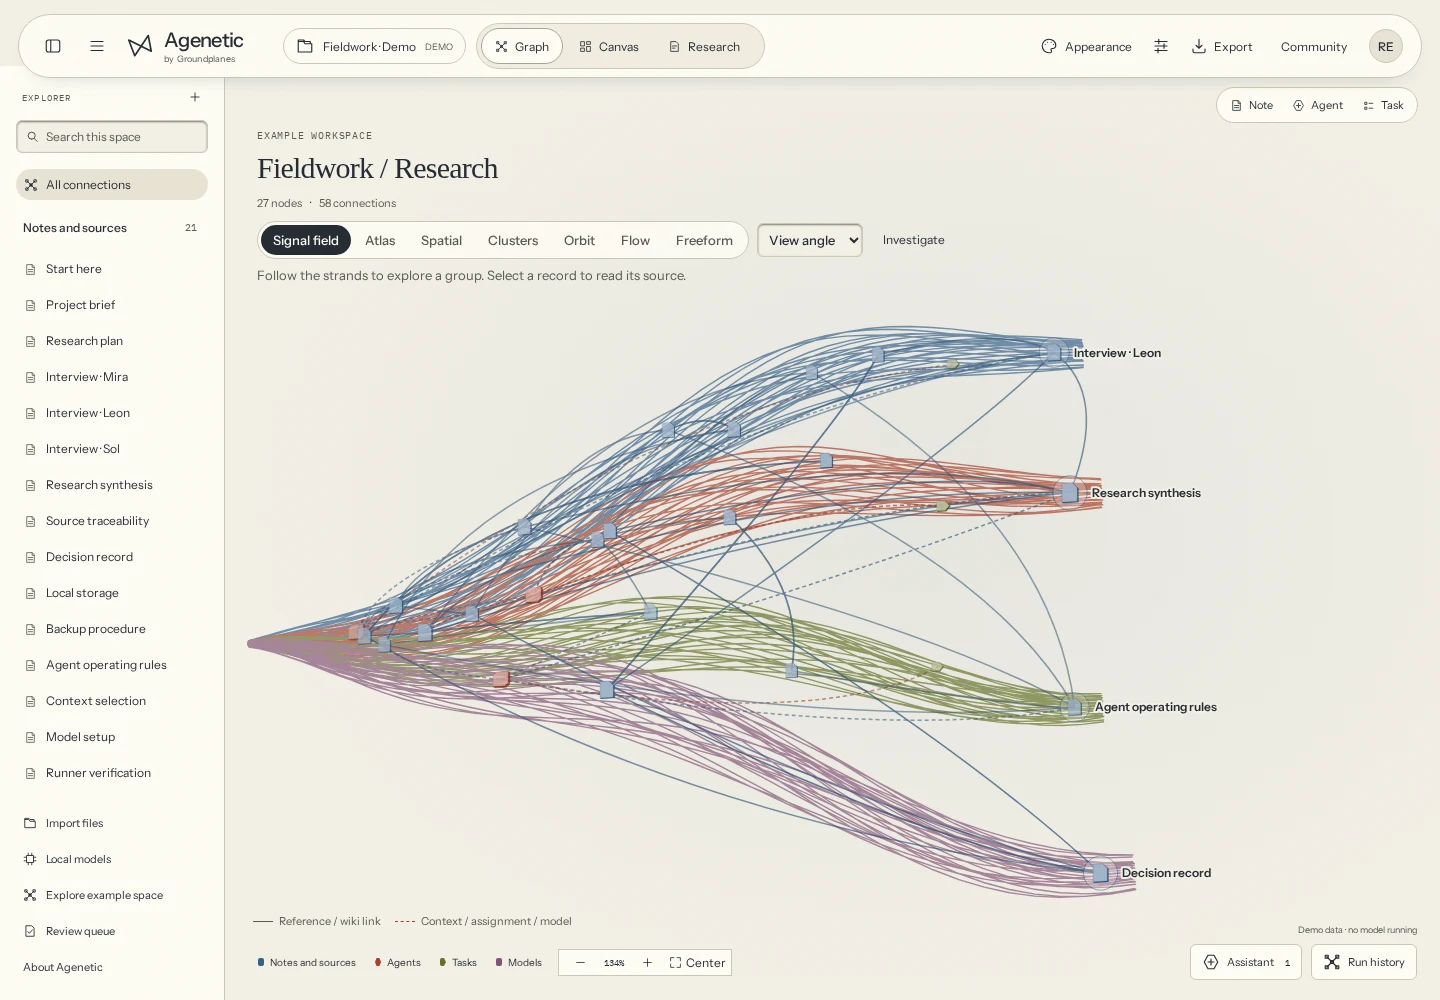 Agenetic
by Groundplanes
Fieldwork · Demo DEMO
Graph
Canvas
Research
Appearance
Export
Community
RE
EXPLORER
Search this space
All connections
Notes and sources 21
Start here
Project brief
Research plan
Interview · Mira
Interview · Leon
Interview · Sol
Research synthesis
Source traceability
Decision record
Local storage
Backup procedure
Agent operating rules
Context selection
Model setup
Runner verification
Import files
Local models
Explore example space
Review queue
About Agenetic
Note
Agent
Task
EXAMPLE WORKSPACE
Fieldwork / Research
27 nodes · 58 connections
Signal field
Atlas
Spatial
Clusters
Orbit
Flow
Freeform
View angle
Investigate
Follow the strands to explore a group. Select a record to read its source.
Interview · Leon
Research synthesis
Agent operating rules
Decision record
Reference / wiki link
Context / assignment / model
Notes and sources
Agents
Tasks
Models
134%
Center
Demo data · no model running
Assistant 1
Run history